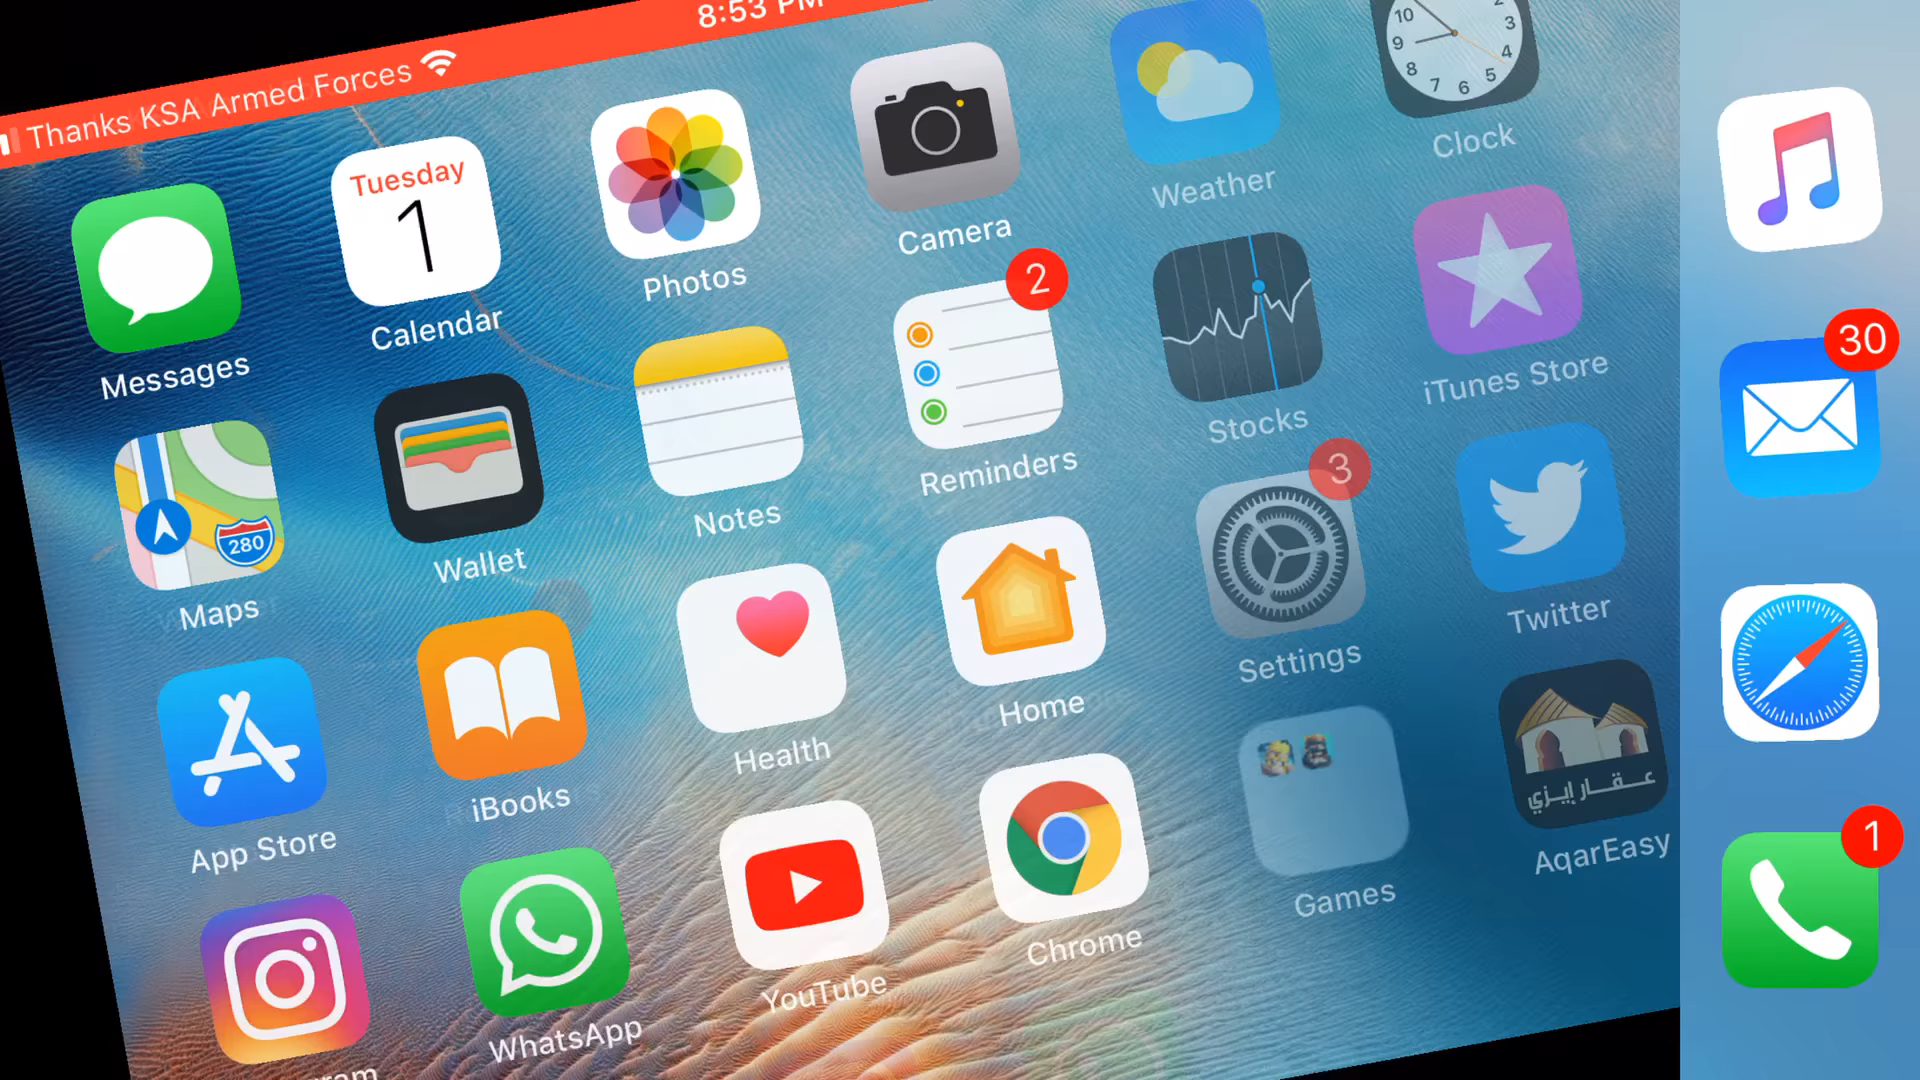 8:53 PM
Thanks KSA Armed Forces
Messages
Tuesday
1
Calendar
Photos
Camera
Weather
10
2
9
3
8
4
7
6
5
Clock
280
Maps
Wallet
Notes
2
Reminders
Stocks
iTunes Store
App Store
iBooks
Health
Home
3
Settings
Twitter
WhatsApp
YouTube
Chrome
Games
عقار إيزي
AqarEasy
30
1